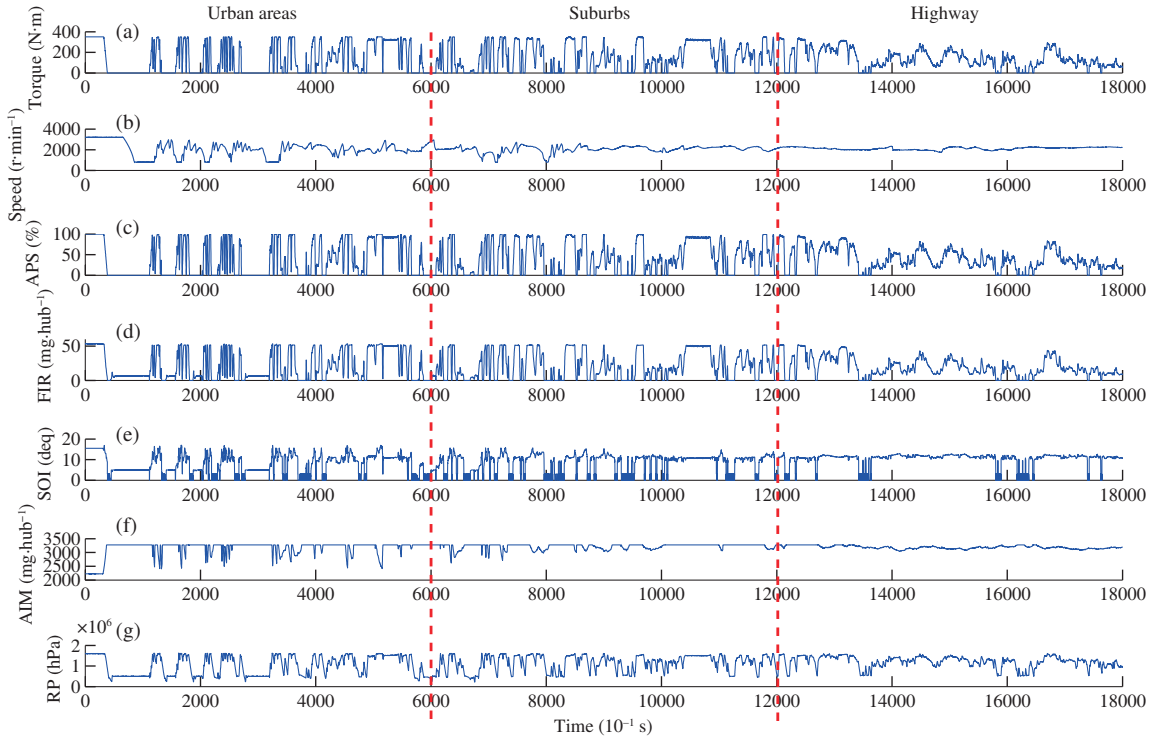 Urban areas Suburbs Highway
(a)
Torque (N·m)
400
200
0
0 2000 4000 6000 8000 10000 12000 14000 16000 18000
(b)
Speed (r·min⁻¹)
4000
2000
0
0 2000 4000 6000 8000 10000 12000 14000 16000 18000
(c)
APS (%)
100
50
0
0 2000 4000 6000 8000 10000 12000 14000 16000 18000
(d)
FIR (mg·hub⁻¹)
50
0
0 2000 4000 6000 8000 10000 12000 14000 16000 18000
(e)
SOI (deq)
20
10
0
0 2000 4000 6000 8000 10000 12000 14000 16000 18000
(f)
AIM (mg·hub⁻¹)
3500
3000
2000
0 2000 4000 6000 8000 10000 12000 14000 16000 18000
×10⁶
(g)
RP (hPa)
2
1
0
0 2000 4000 6000 8000 10000 12000 14000 16000 18000
Time (10⁻¹ s)